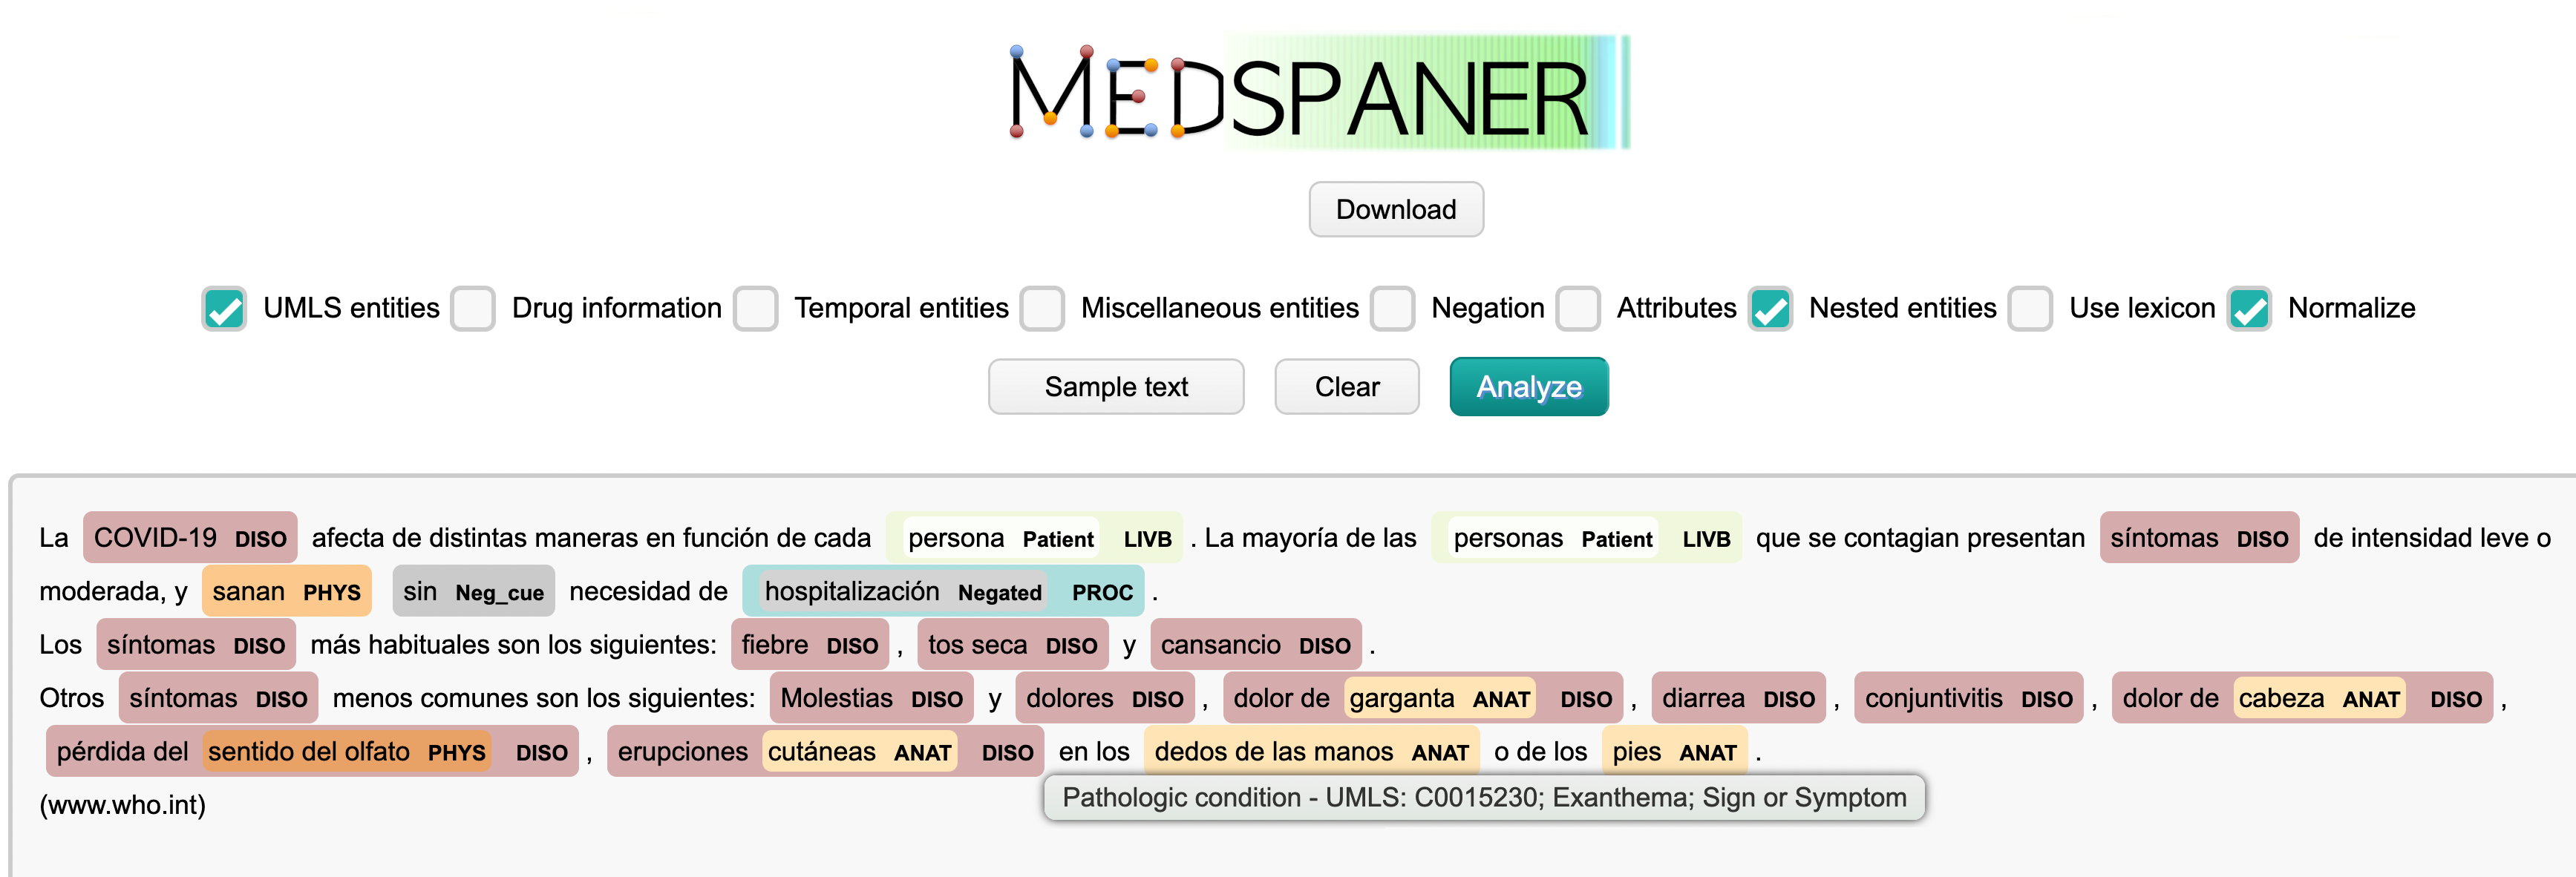 MEDSPANER
Download
UMLS entities Drug information Temporal entities Miscellaneous entities Negation Attributes Nested entities Use lexicon Normalize
Sample text Clear Analyze
La COVID-19 DISO afecta de distintas maneras en función de cada persona Patient LIVB . La mayoría de las personas Patient LIVB que se contagian presentan síntomas DISO de intensidad leve o
moderada, y sanan PHYS sin Neg_cue necesidad de hospitalización Negated PROC .
Los síntomas DISO más habituales son los siguientes: fiebre DISO , tos seca DISO y cansancio DISO .
Otros síntomas DISO menos comunes son los siguientes: Molestias DISO y dolores DISO , dolor de garganta ANAT DISO , diarrea DISO , conjuntivitis DISO , dolor de cabeza ANAT DISO ,
pérdida del sentido del olfato PHYS DISO , erupciones cutáneas ANAT DISO en los dedos de las manos ANAT o de los pies ANAT .
Pathologic condition - UMLS: C0015230; Exanthema; Sign or Symptom
(www.who.int)